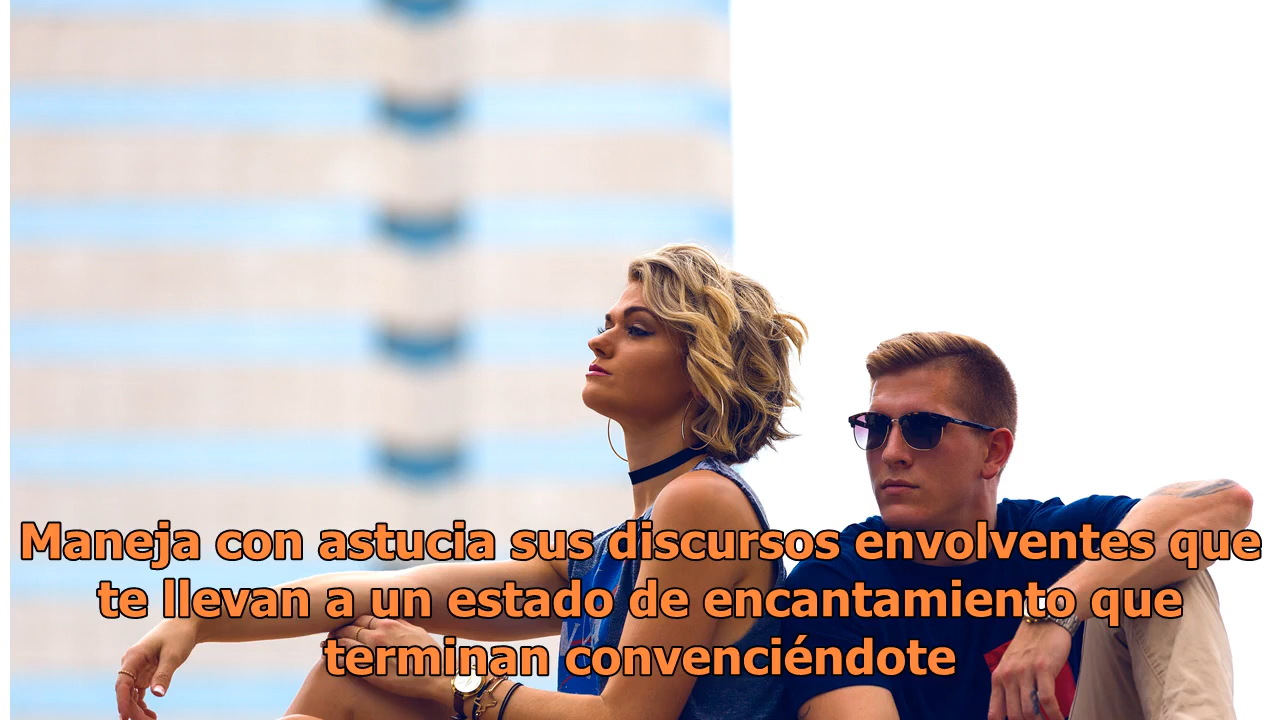 Maneja con astucia sus discursos envolventes que
te llevan a un estado de encantamiento que
terminan convenciéndote